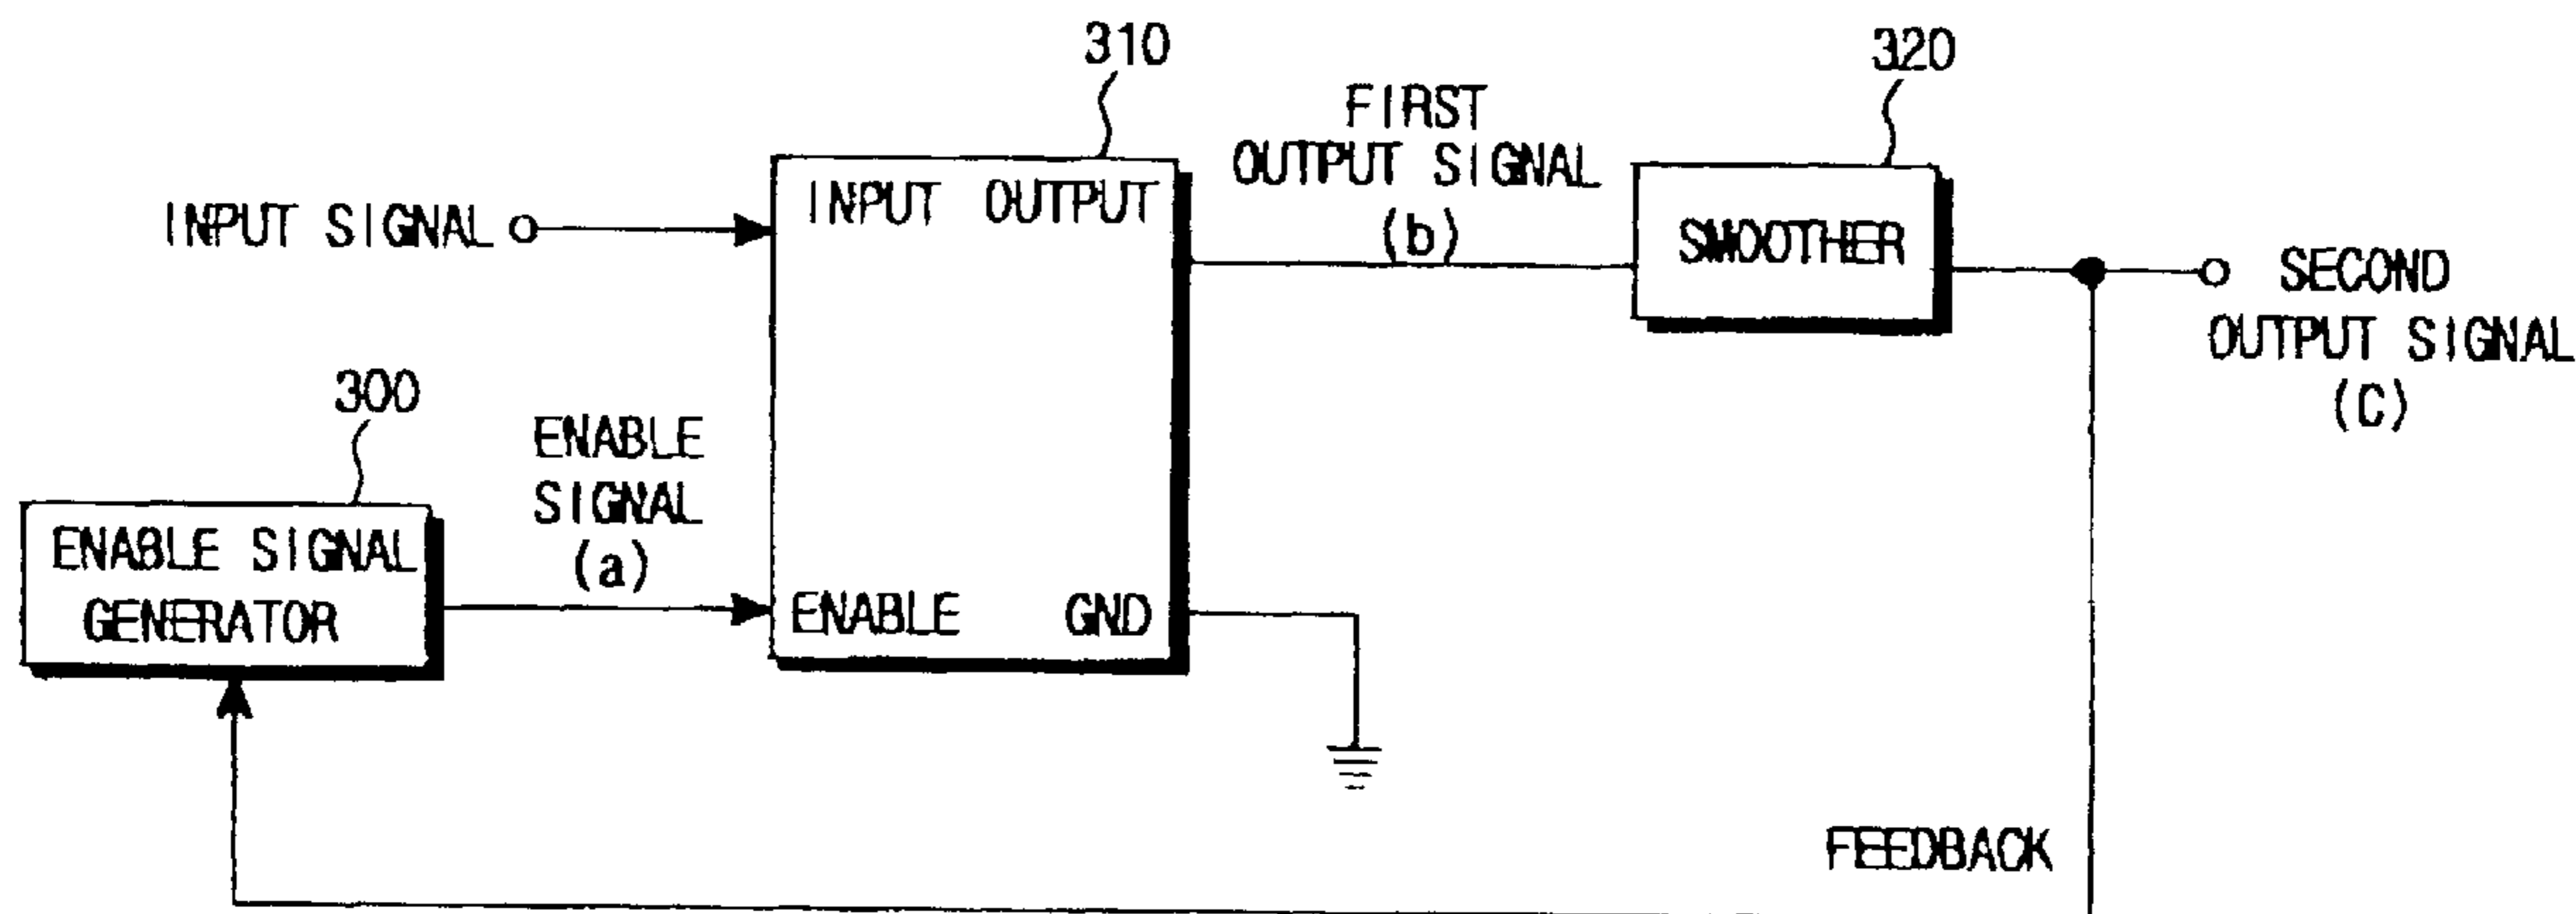 310
320
FIRST
OUTPUT SIGNAL
(b)
INPUT SIGNAL
INPUT OUTPUT
SMOOTHER
SECOND
OUTPUT SIGNAL
(C)
300
ENABLE
SIGNAL
(a)
ENABLE SIGNAL
GENERATOR
ENABLE GND
FEEDBACK